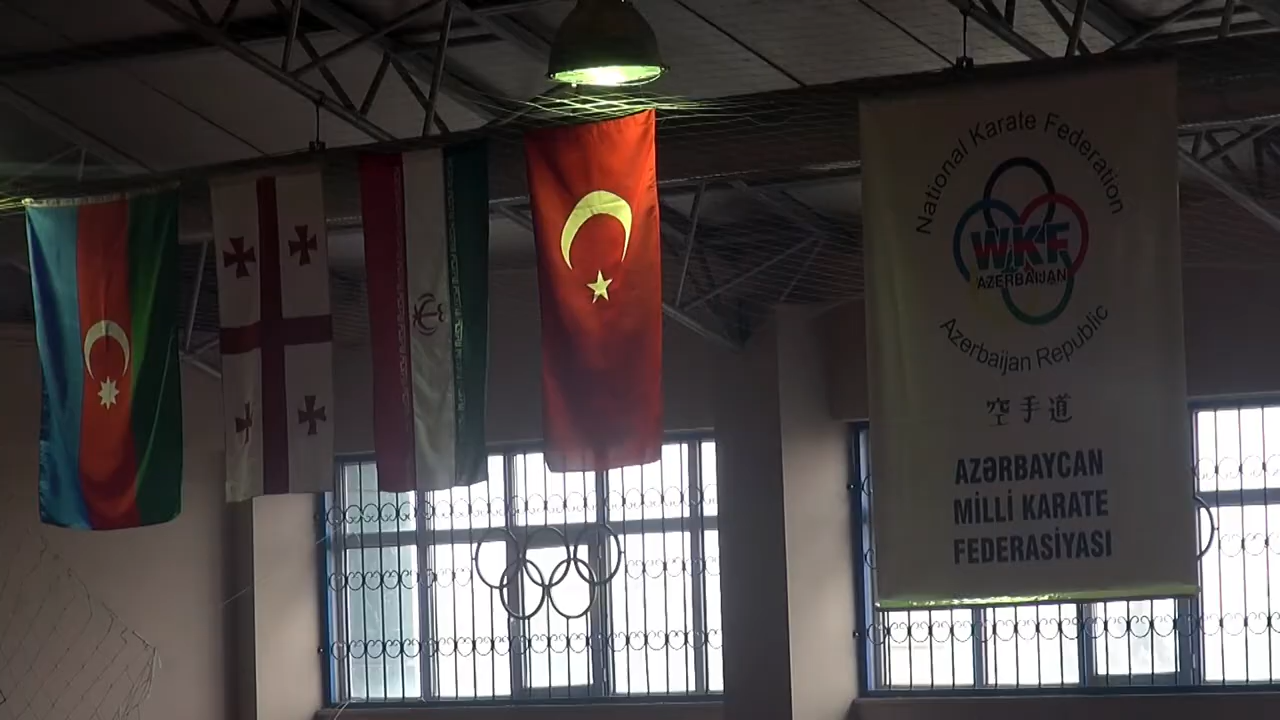 National Karate Federation
WKF
AZERBAIJAN
Azerbaijan Republic
空手道
AZƏRBAYCAN
MİLLİ KARATE
FEDERASİYASI